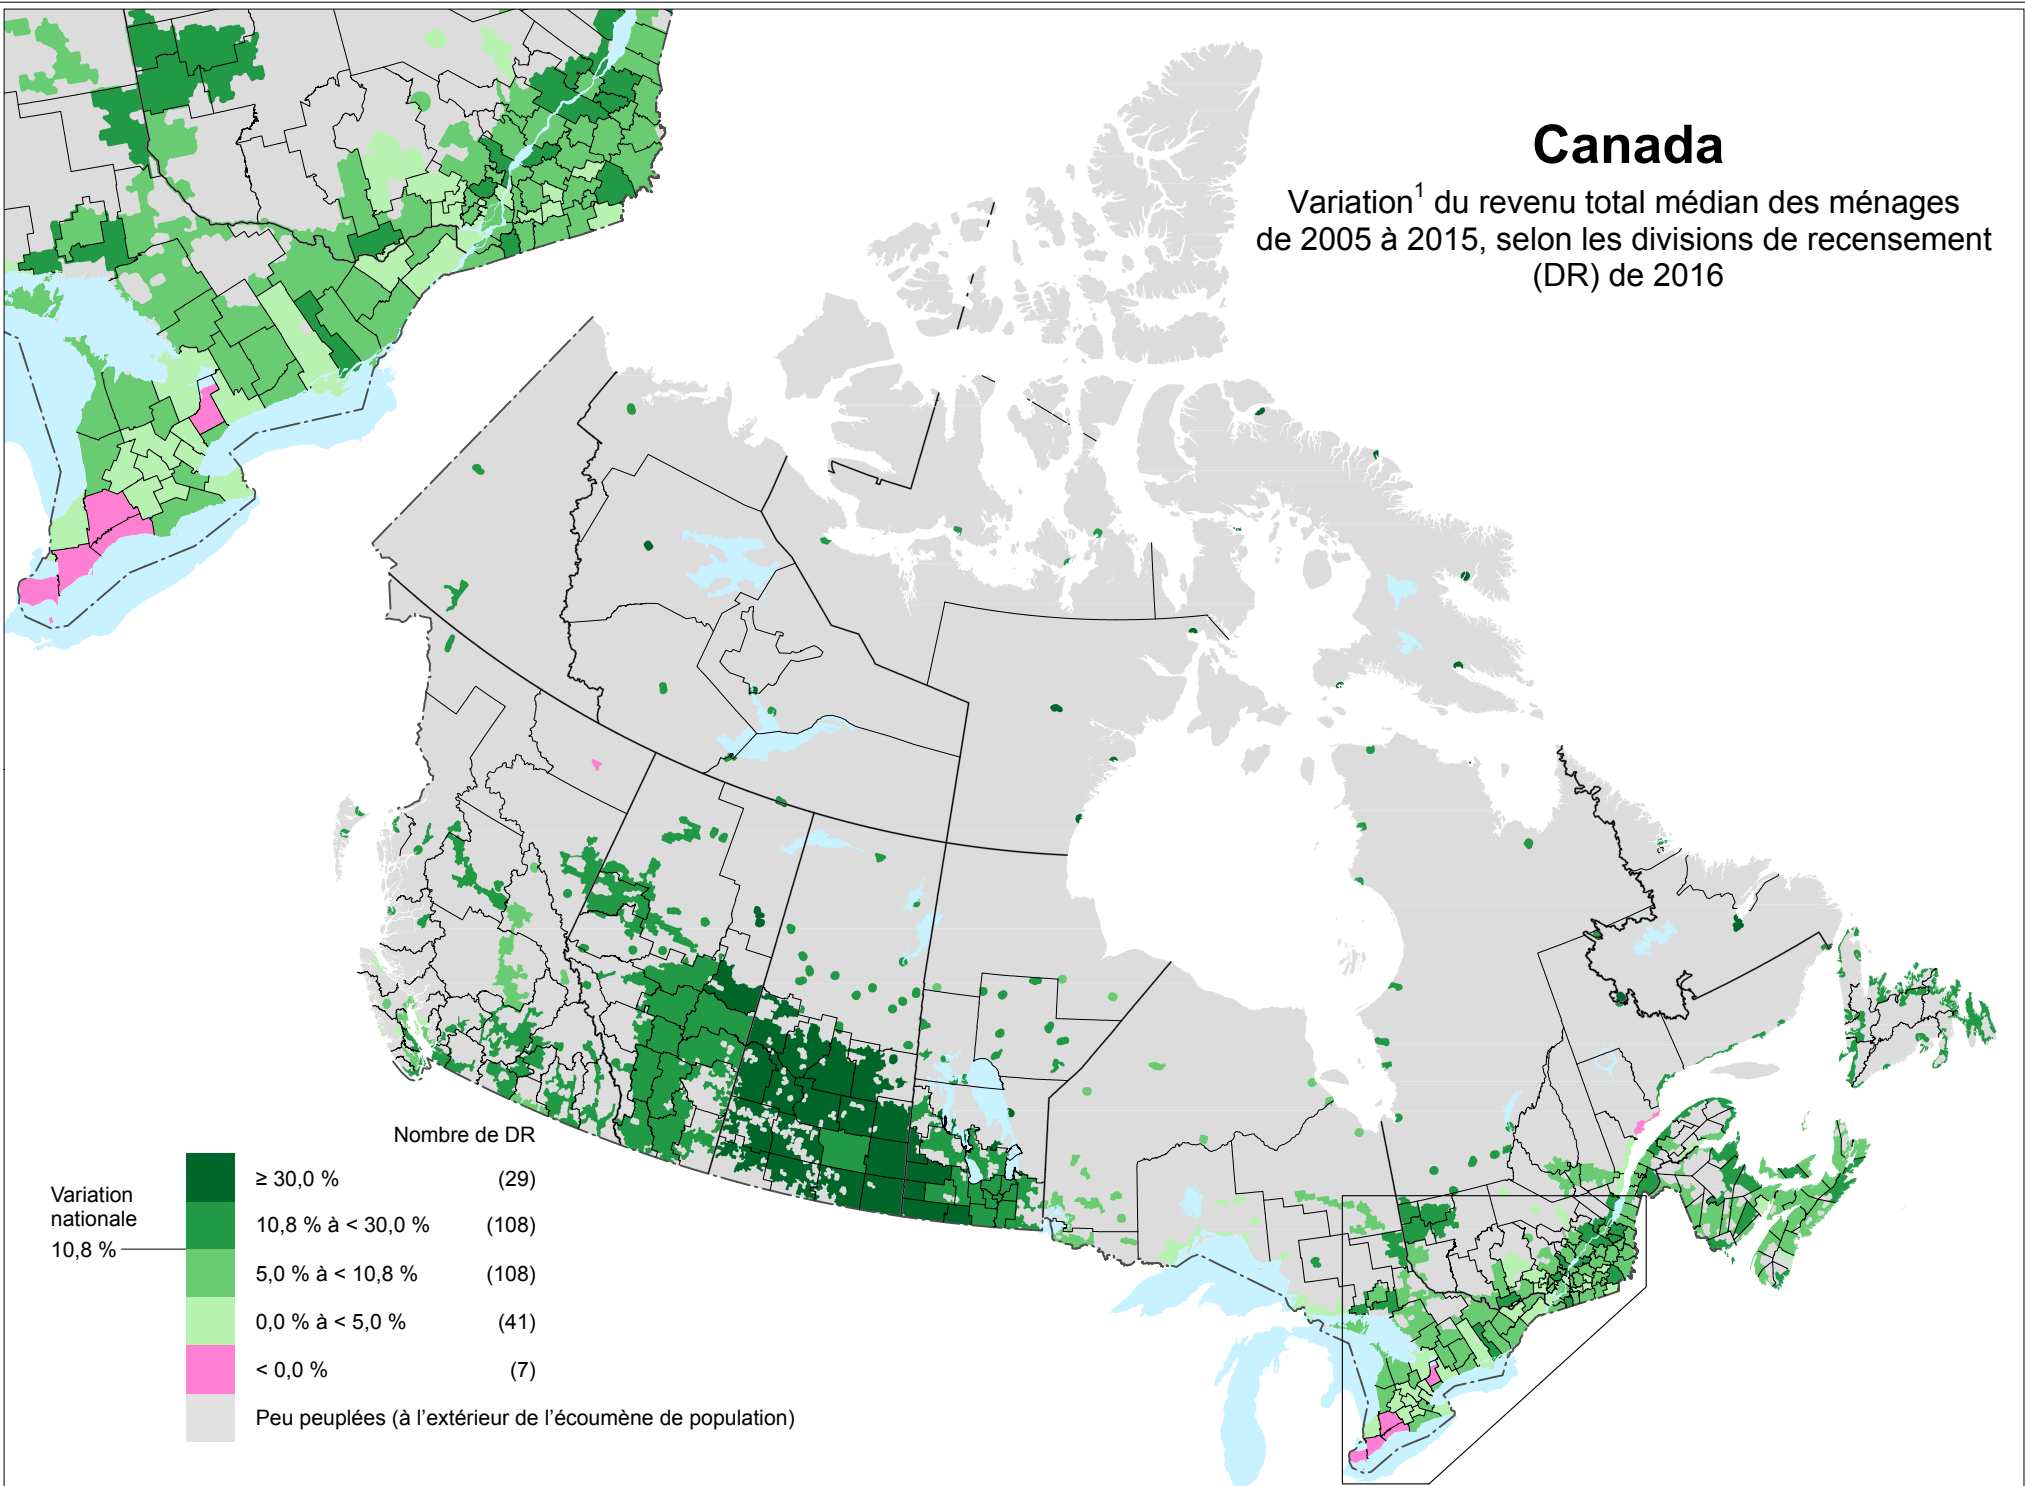 Canada
Variation¹ du revenu total médian des ménages
de 2005 à 2015, selon les divisions de recensement
(DR) de 2016
Nombre de DR
Variation
nationale
10,8 %
≥ 30,0 % (29)
10,8 % à < 30,0 % (108)
5,0 % à < 10,8 % (108)
0,0 % à < 5,0 % (41)
< 0,0 % (7)
Peu peuplées (à l’extérieur de l’écoumène de population)